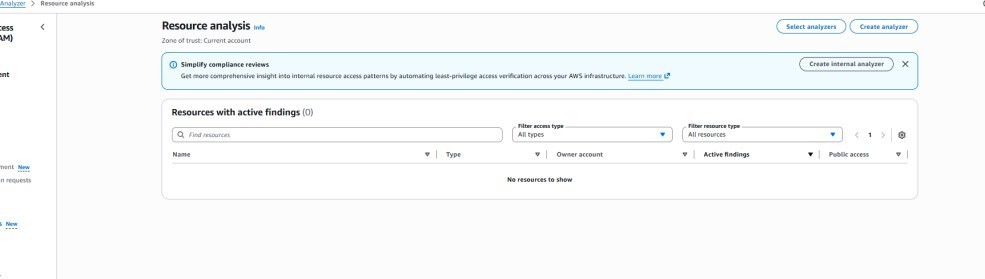 Analyzer > Resource analysis
Resource analysis Info
Select analyzers
Create analyzer
Zone of trust: Current account
Simplify compliance reviews
Get more comprehensive insight into internal resource access patterns by automating least-privilege access verification across your AWS infrastructure. Learn more
Create internal analyzer
Resources with active findings (0)
Find resources
Filter access type
All types
Filter resource type
All resources
1
Name Type Owner account Active findings Public access
No resources to show
cess
AM)
ent
ment New
n requests
s New